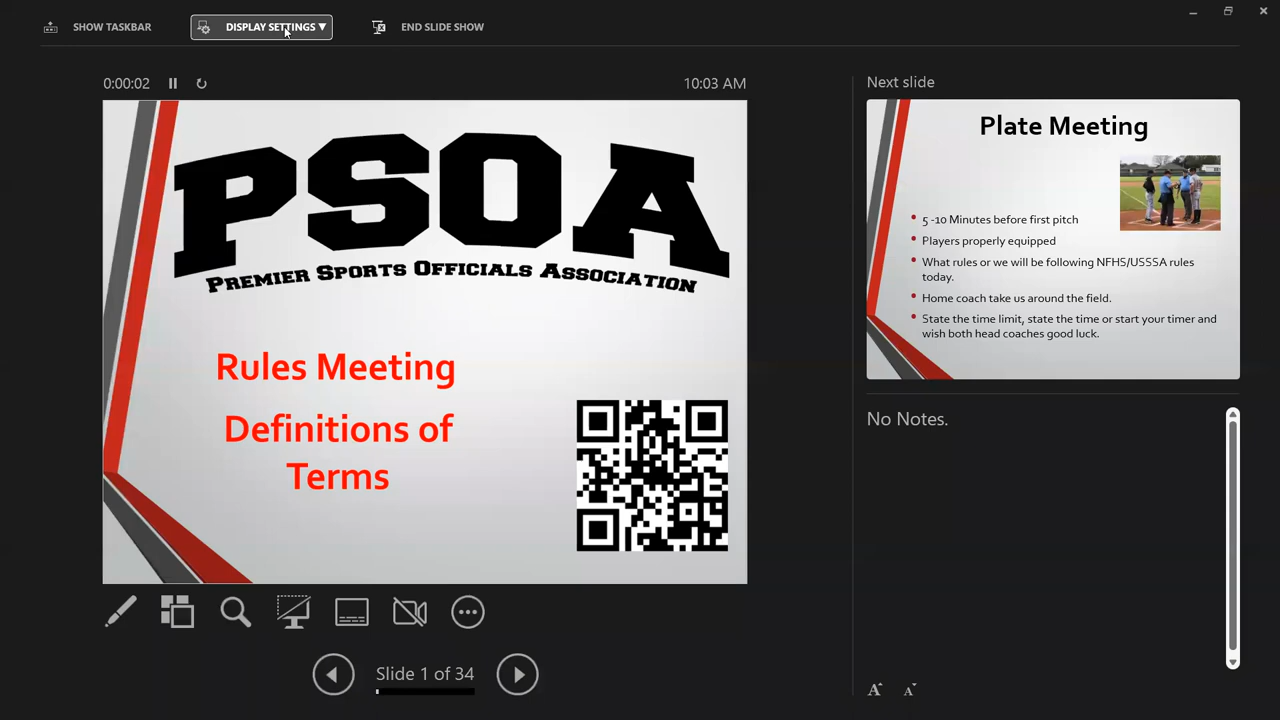 SHOW TASKBAR
DISPLAY SETTINGS ▼
END SLIDE SHOW
0:00:02
10:03 AM
PSOA
PREMIER SPORTS OFFICIALS ASSOCIATION
Rules Meeting
Definitions of
Terms
Slide 1 of 34
Next slide
Plate Meeting
• 5 -10 Minutes before first pitch
• Players properly equipped
• What rules or we will be following NFHS/USSSA rules
today.
• Home coach take us around the field.
• State the time limit, state the time or start your timer and
wish both head coaches good luck.
No Notes.
A A